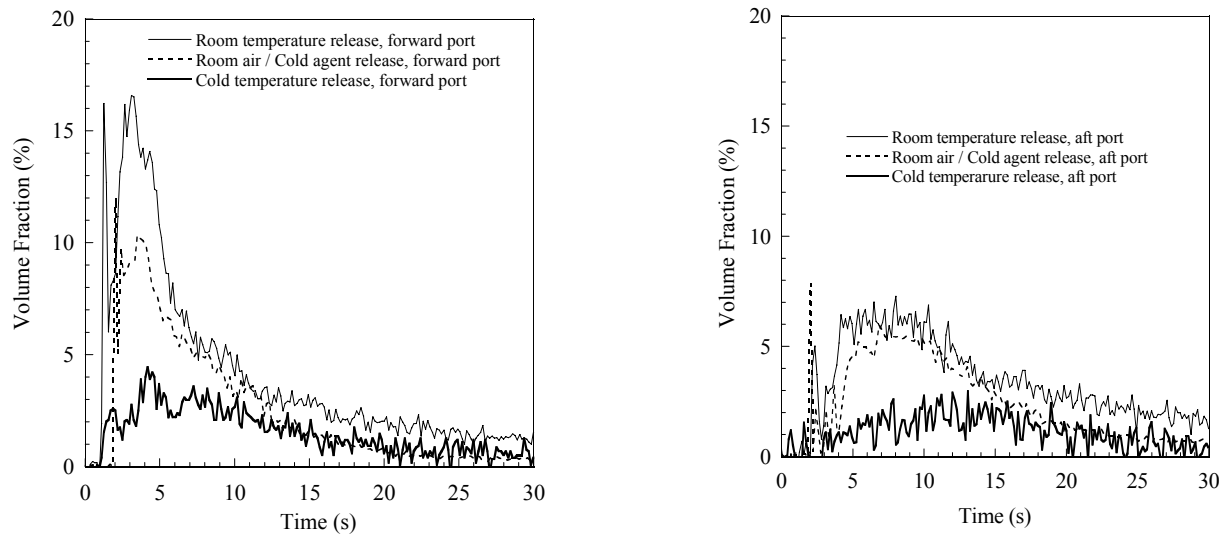 20
15
10
5
0
0
5
10
15
20
25
30
Volume Fraction (%)
Time (s)
Room temperature release, forward port
Room air / Cold agent release, forward port
Cold temperature release, forward port
20
15
10
5
0
0
5
10
15
20
25
30
Volume Fraction (%)
Time (s)
Room temperature release, aft port
Room air / Cold agent release, aft port
Cold temperarure release, aft port